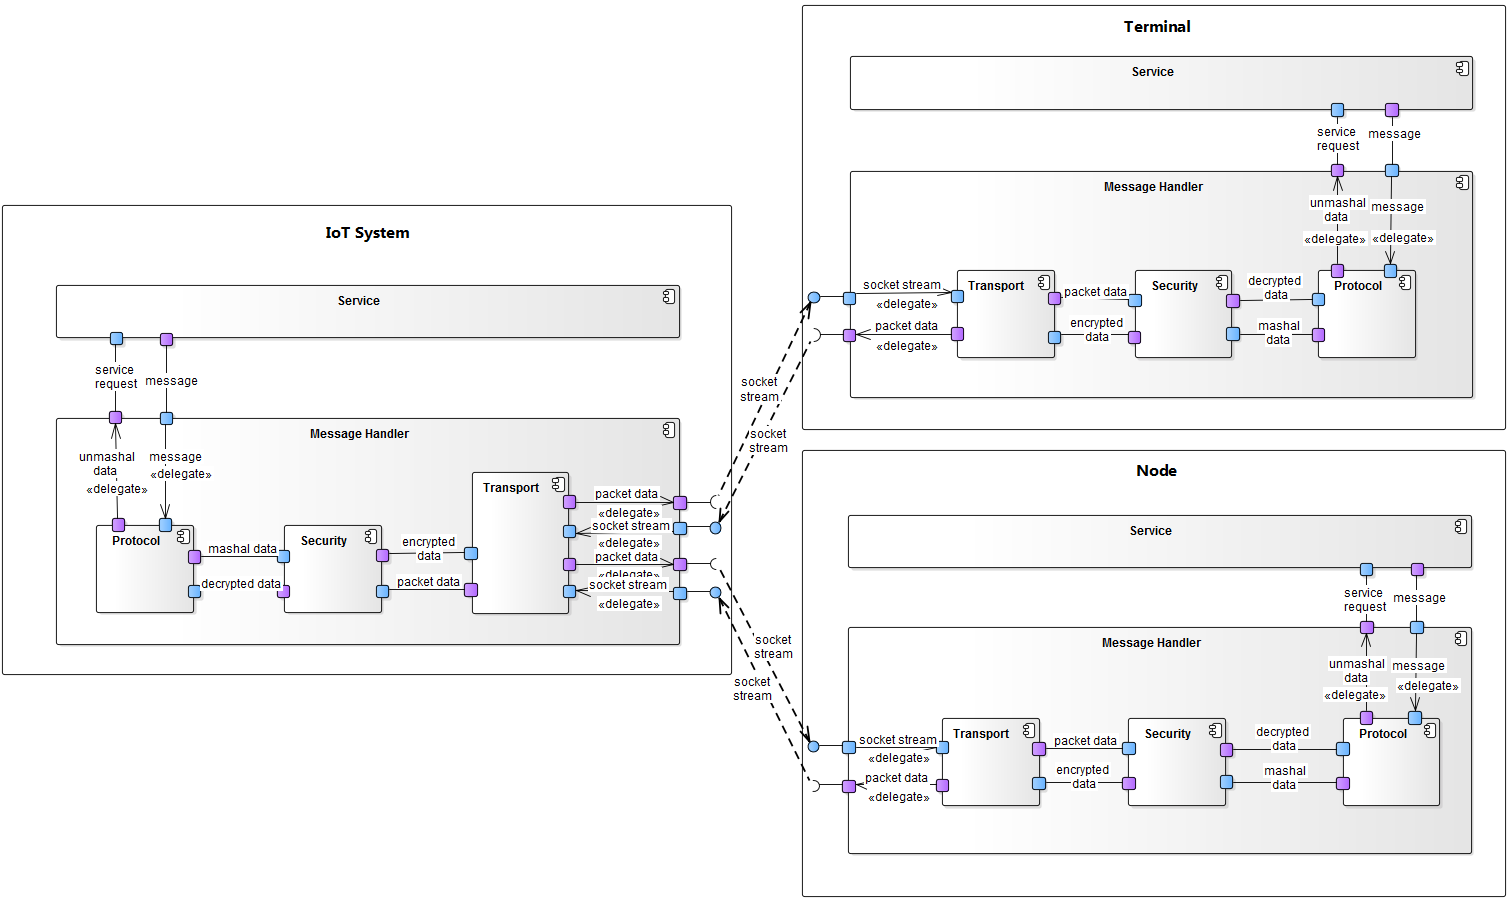 Terminal
Service
service
request
message
Message Handler
unmashal
data
message
«delegate»
«delegate»
socket stream
«delegate»
packet data
«delegate»
Transport
packet data
encrypted
data
Security
decrypted
data
mashal
data
Protocol
IoT System
Service
service
request
message
Message Handler
unmashal
data
«delegate»
message
«delegate»
Protocol
mashal data
decrypted data
Security
encrypted
data
packet data
Transport
packet data
«delegate»
socket stream
«delegate»
packet data
«delegate»
socket stream
«delegate»
socket
stream
socket
stream
socket
stream
socket
stream
Node
Service
service
request
message
Message Handler
unmashal
data
«delegate»
message
«delegate»
socket stream
«delegate»
packet data
«delegate»
Transport
packet data
encrypted
data
Security
decrypted
data
mashal
data
Protocol